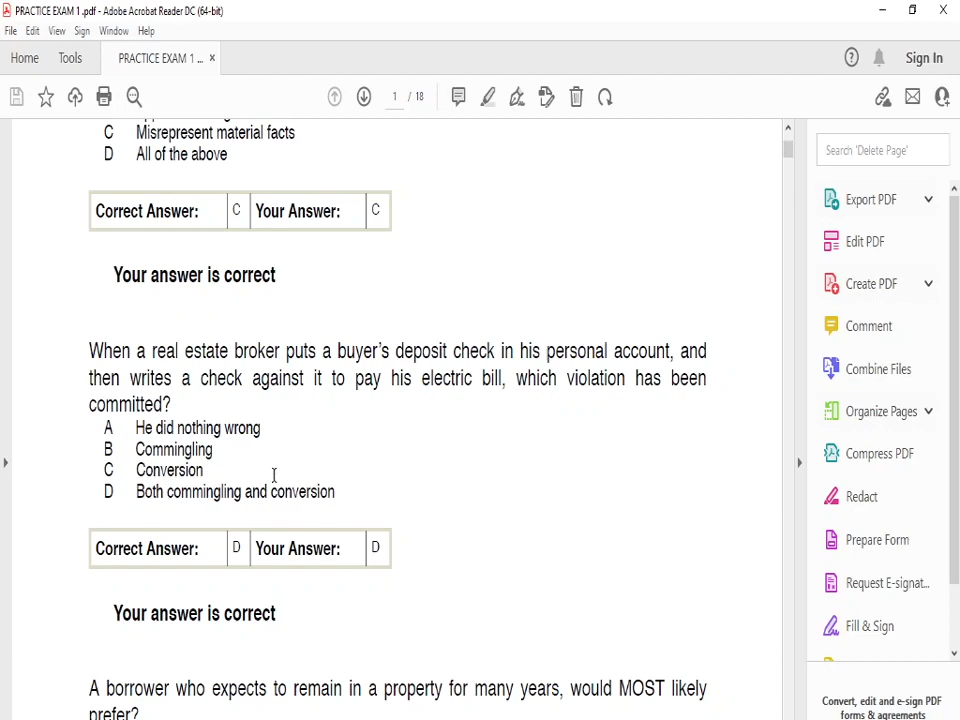 PRACTICE EXAM 1 .pdf - Adobe Acrobat Reader DC (64-bit)
File Edit View Sign Window Help
Home Tools PRACTICE EXAM 1 ... × Sign In
1 / 18
C Misrepresent material facts
D All of the above
Correct Answer: C Your Answer: C
Your answer is correct
When a real estate broker puts a buyer's deposit check in his personal account, and
then writes a check against it to pay his electric bill, which violation has been
committed?
A He did nothing wrong
B Commingling
C Conversion
D Both commingling and conversion
Correct Answer: D Your Answer: D
Your answer is correct
A borrower who expects to remain in a property for many years, would MOST likely
prefer?
Search 'Delete Page'
Export PDF
Edit PDF
Create PDF
Comment
Combine Files
Organize Pages
Compress PDF
Redact
Prepare Form
Request E-signat...
Fill & Sign
Convert, edit and e-sign PDF
forms & agreements